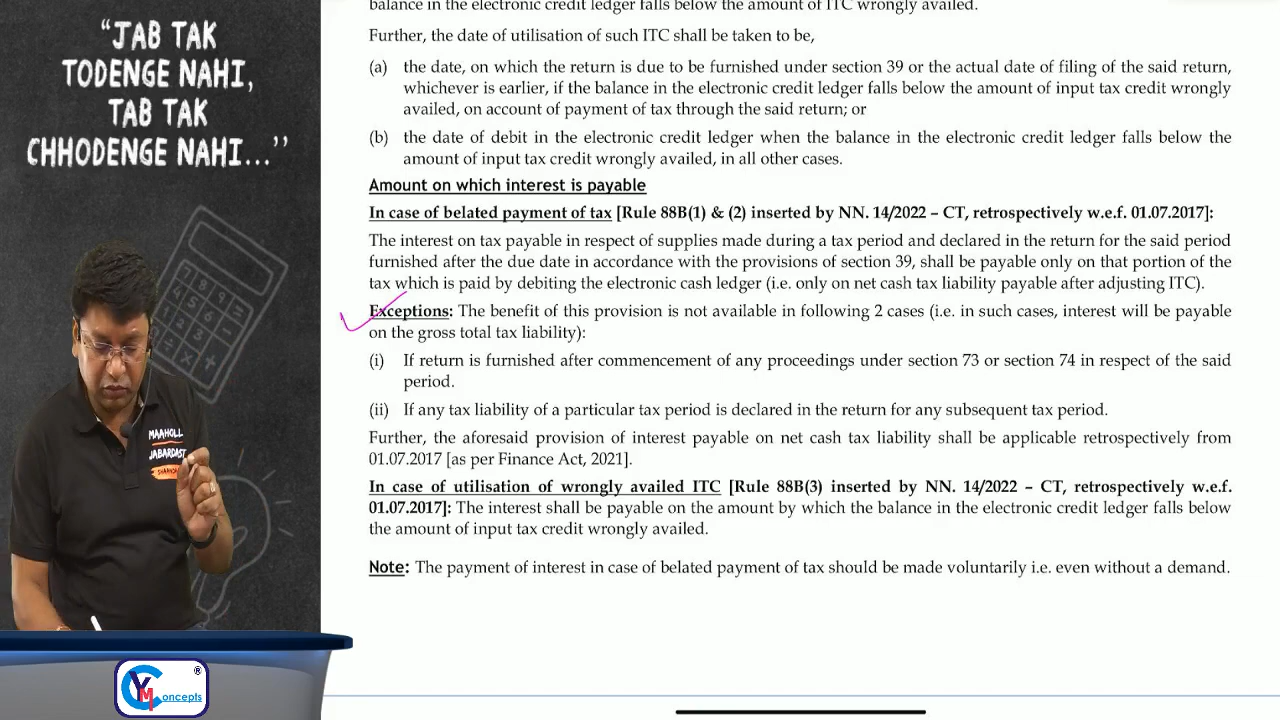 “JAB TAK
TODENGE NAHI,
TAB TAK
CHHODENGE NAHI...’’
MAAHOLL
JABARDAST
CYM Concepts ®
balance in the electronic credit ledger falls below the amount of ITC wrongly availed.
Further, the date of utilisation of such ITC shall be taken to be,
(a) the date, on which the return is due to be furnished under section 39 or the actual date of filing of the said return,
whichever is earlier, if the balance in the electronic credit ledger falls below the amount of input tax credit wrongly
availed, on account of payment of tax through the said return; or
(b) the date of debit in the electronic credit ledger when the balance in the electronic credit ledger falls below the
amount of input tax credit wrongly availed, in all other cases.
Amount on which interest is payable
In case of belated payment of tax [Rule 88B(1) & (2) inserted by NN. 14/2022 – CT, retrospectively w.e.f. 01.07.2017]:
The interest on tax payable in respect of supplies made during a tax period and declared in the return for the said period
furnished after the due date in accordance with the provisions of section 39, shall be payable only on that portion of the
tax which is paid by debiting the electronic cash ledger (i.e. only on net cash tax liability payable after adjusting ITC).
Exceptions: The benefit of this provision is not available in following 2 cases (i.e. in such cases, interest will be payable
on the gross total tax liability):
(i) If return is furnished after commencement of any proceedings under section 73 or section 74 in respect of the said
period.
(ii) If any tax liability of a particular tax period is declared in the return for any subsequent tax period.
Further, the aforesaid provision of interest payable on net cash tax liability shall be applicable retrospectively from
01.07.2017 [as per Finance Act, 2021].
In case of utilisation of wrongly availed ITC [Rule 88B(3) inserted by NN. 14/2022 – CT, retrospectively w.e.f.
01.07.2017]: The interest shall be payable on the amount by which the balance in the electronic credit ledger falls below
the amount of input tax credit wrongly availed.
Note: The payment of interest in case of belated payment of tax should be made voluntarily i.e. even without a demand.